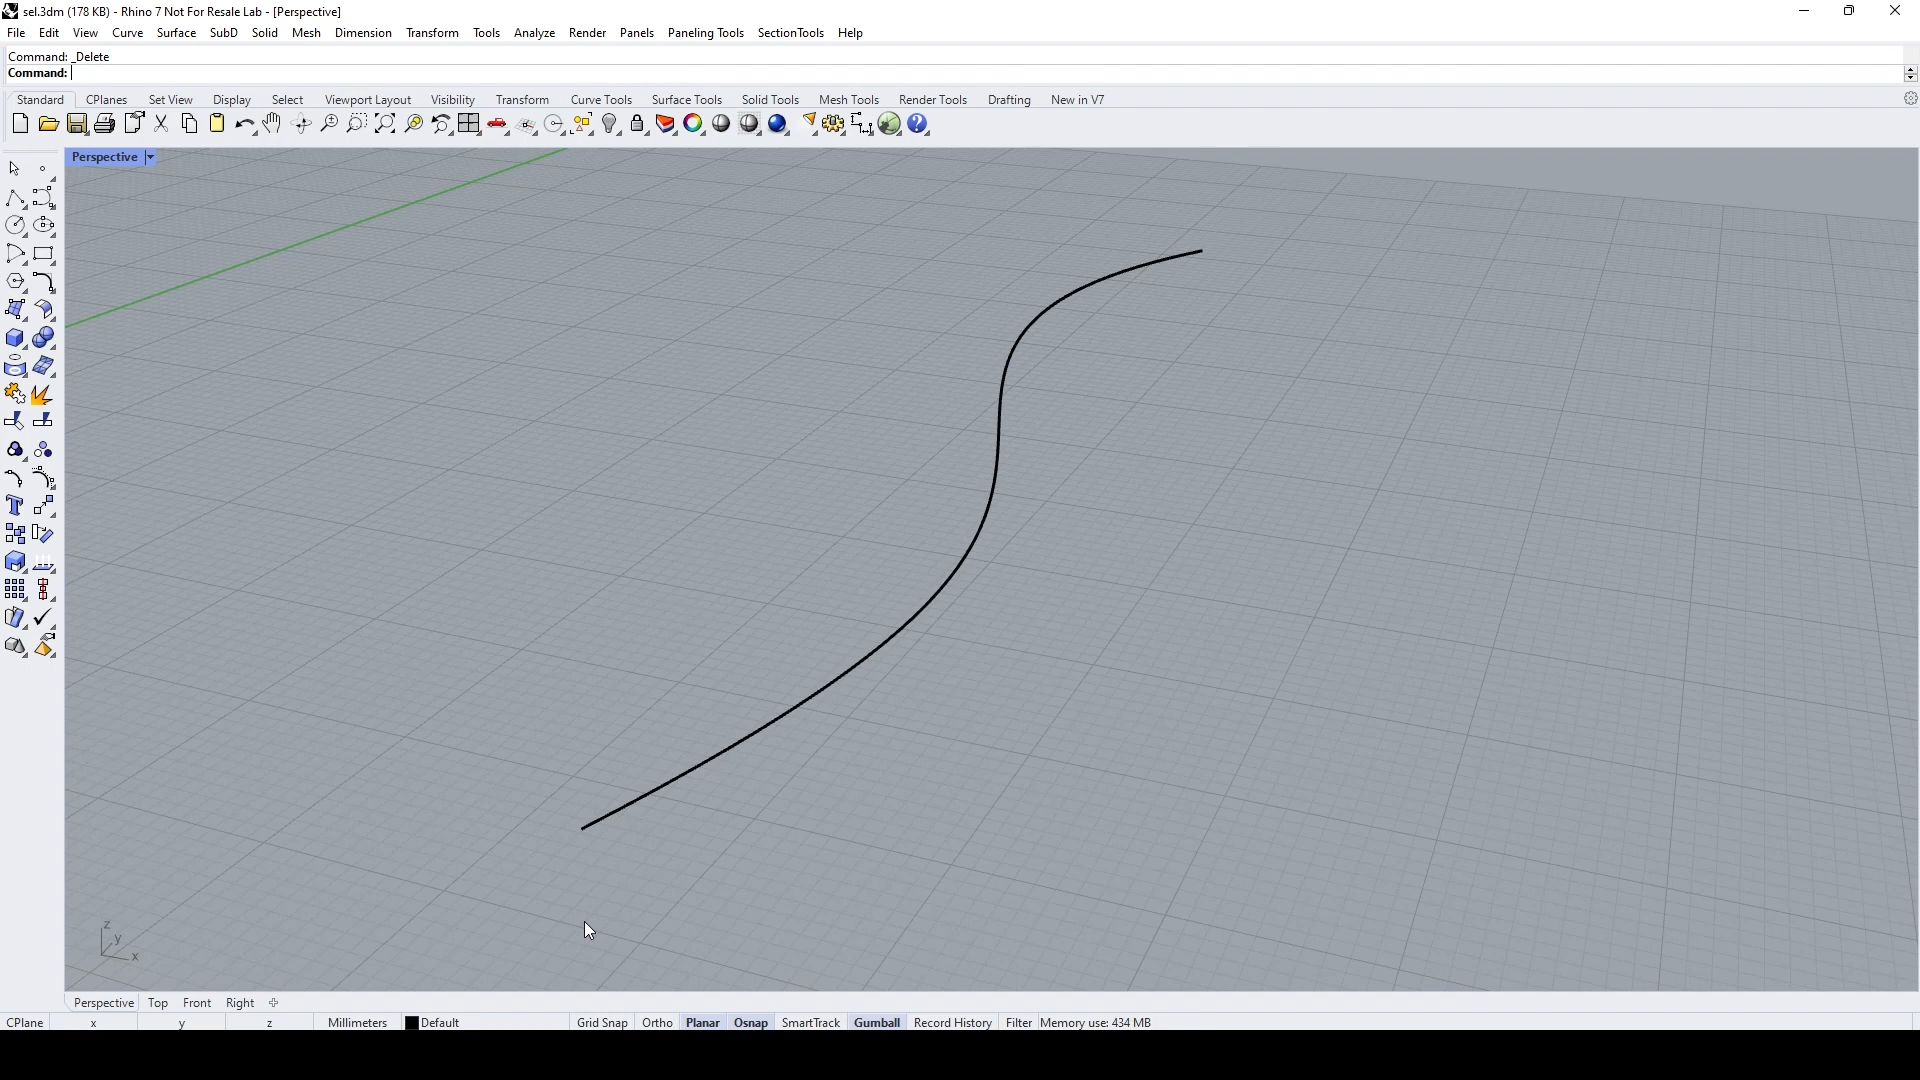 sel.3dm (178 KB) - Rhino 7 Not For Resale Lab - [Perspective]
File Edit View Curve Surface SubD Solid Mesh Dimension Transform Tools Analyze Render Panels Paneling Tools SectionTools Help
Command: _Delete
Command:
Standard CPlanes Set View Display Select Viewport Layout Visibility Transform Curve Tools Surface Tools Solid Tools Mesh Tools Render Tools Drafting New in V7
Perspective
z
y
x
Perspective Top Front Right
CPlane x y z Millimeters Default Grid Snap Ortho Planar Osnap SmartTrack Gumball Record History Filter Memory use: 434 MB